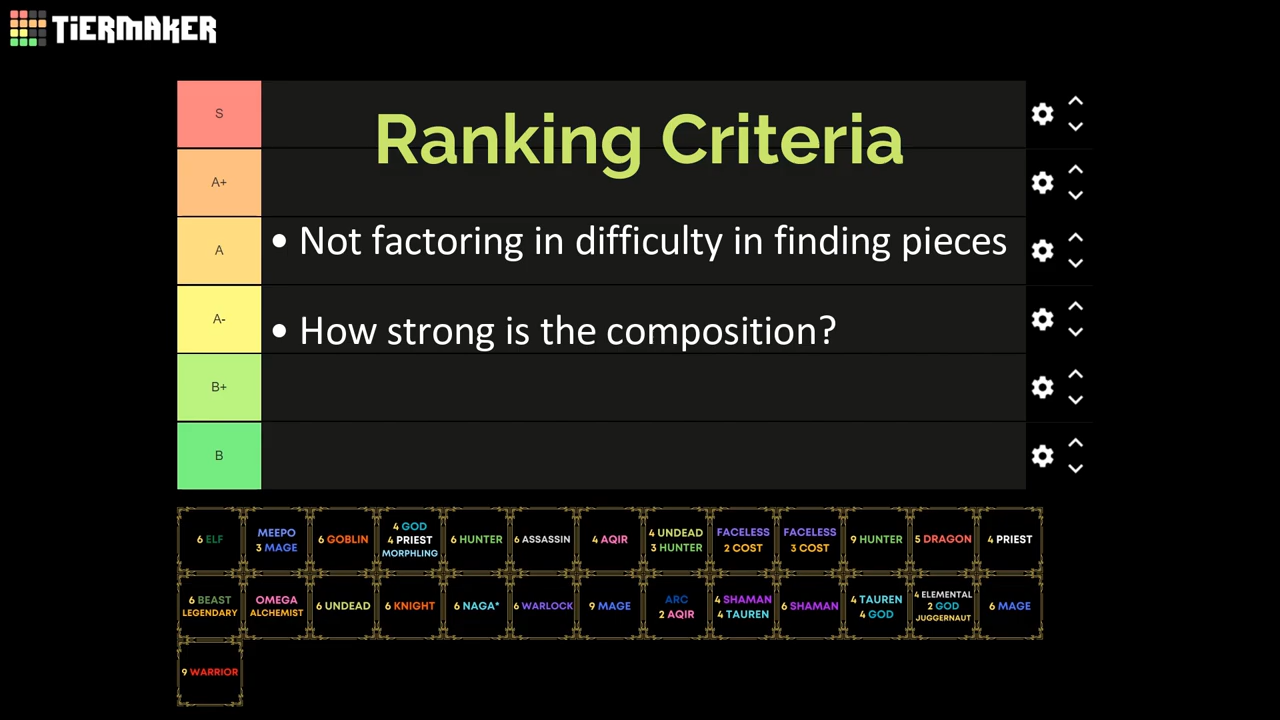 TIERMAKER
Ranking Criteria
S
A+
A
• Not factoring in difficulty in finding pieces
A-
• How strong is the composition?
B+
B
6 ELF
MEEPO
3 MAGE
6 GOBLIN
4 GOD
4 PRIEST
MORPHLING
6 HUNTER
6 ASSASSIN
4 AQIR
4 UNDEAD
3 HUNTER
FACELESS
2 COST
FACELESS
3 COST
9 HUNTER
5 DRAGON
4 PRIEST
6 BEAST
LEGENDARY
OMEGA
ALCHEMIST
6 UNDEAD
6 KNIGHT
6 NAGA*
6 WARLOCK
9 MAGE
ARC
2 AQIR
4 SHAMAN
4 TAUREN
6 SHAMAN
4 TAUREN
4 GOD
4 ELEMENTAL
2 GOD
JUGGERNAUT
6 MAGE
9 WARRIOR